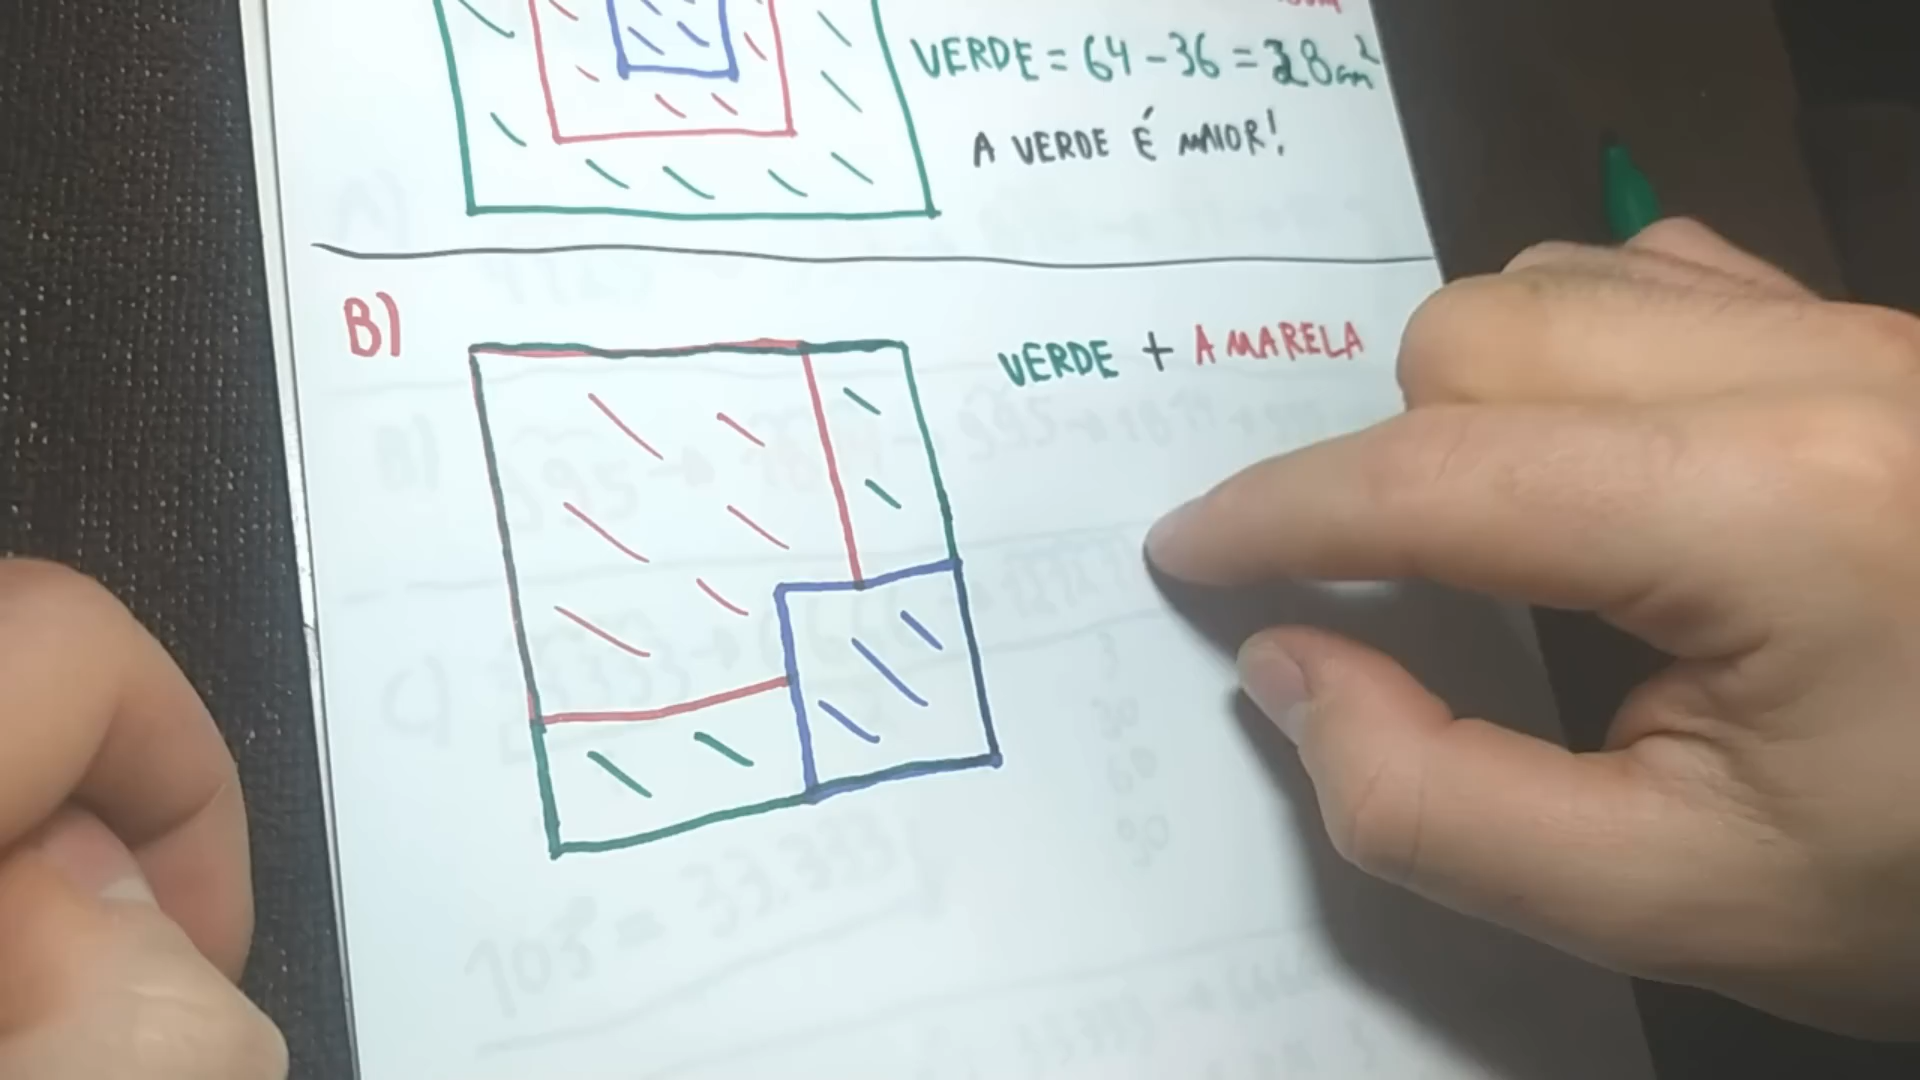 VERDE = 64 - 36 = 28cm²
A VERDE É MAIOR!
B)
VERDE + AMARELA